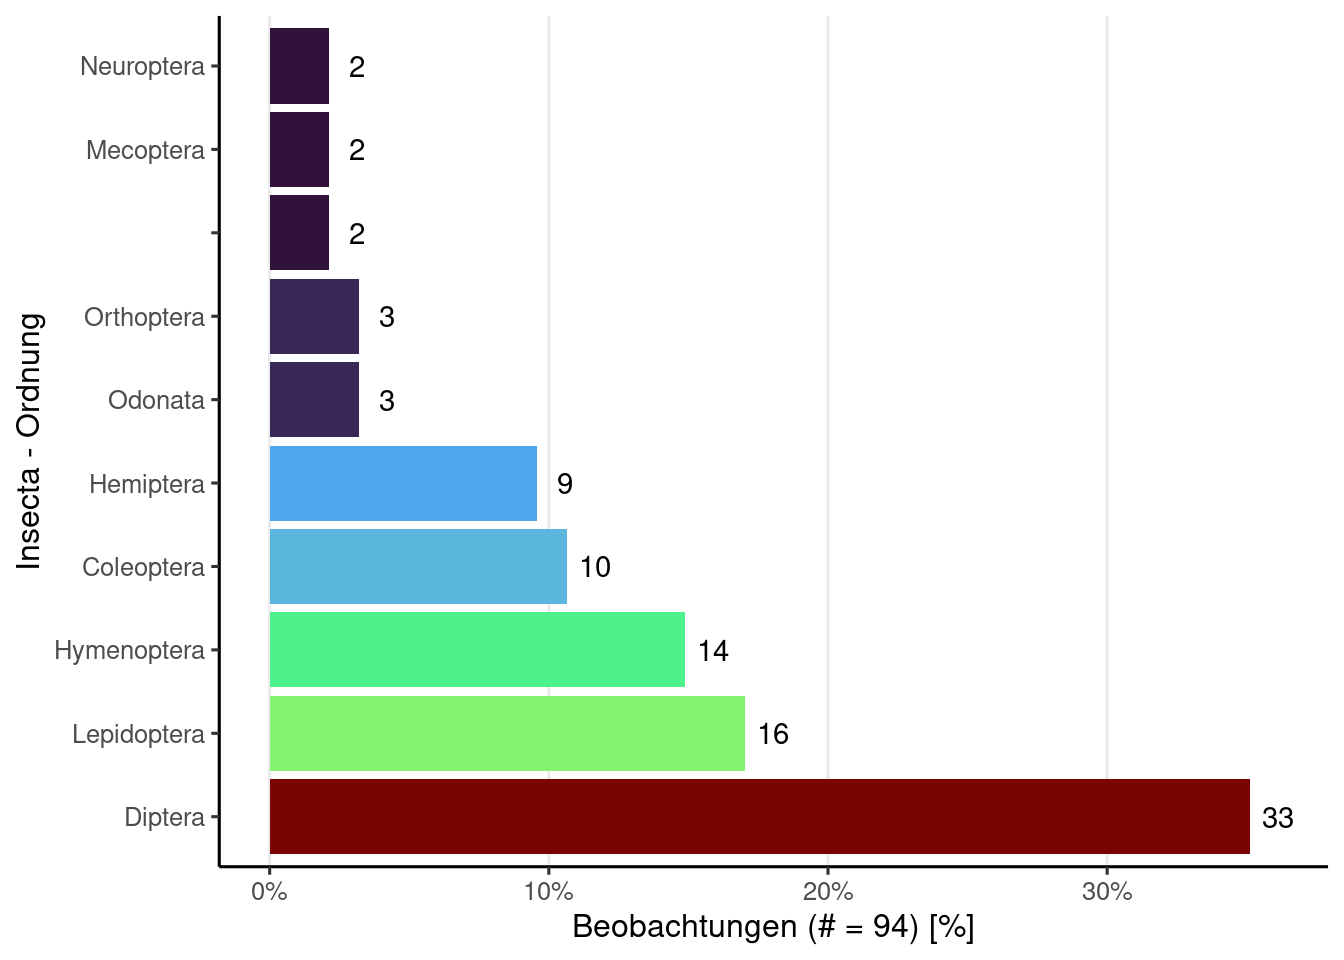 Insecta - Ordnung
Neuroptera 2
Mecoptera 2
2
Orthoptera 3
Odonata 3
Hemiptera 9
Coleoptera 10
Hymenoptera 14
Lepidoptera 16
Diptera 33
0% 10% 20% 30%
Beobachtungen (# = 94) [%]